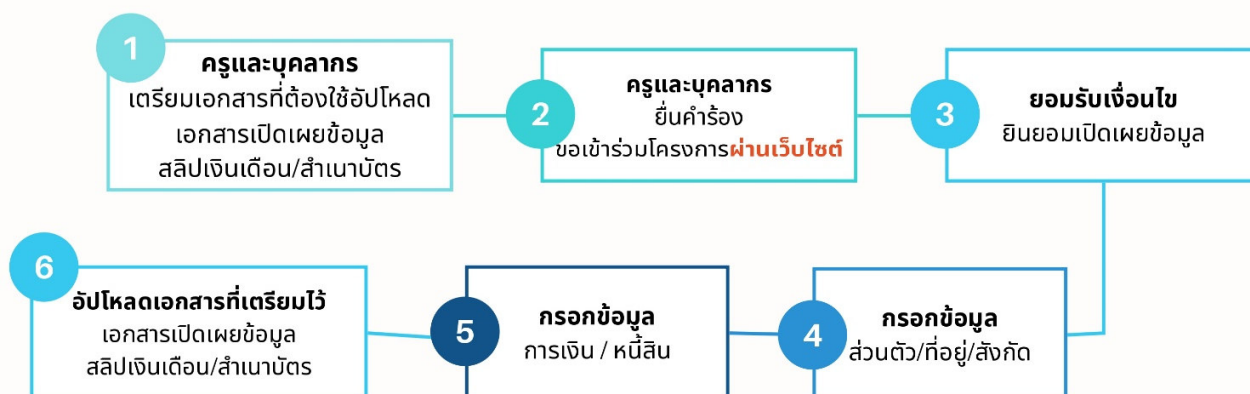 1
ครูและบุคลากร
เตรียมเอกสารที่ต้องใช้อัปโหลด
เอกสารเปิดเผยข้อมูล
สลิปเงินเดือน/สำเนาบัตร
2
ครูและบุคลากร
ยื่นคำร้อง
ขอเข้าร่วมโครงการผ่านเว็บไซต์
3
ยอมรับเงื่อนไข
ยินยอมเปิดเผยข้อมูล
4
กรอกข้อมูล
ส่วนตัว/ที่อยู่/สังกัด
5
กรอกข้อมูล
การเงิน / หนี้สิน
6
อัปโหลดเอกสารที่เตรียมไว้
เอกสารเปิดเผยข้อมูล
สลิปเงินเดือน/สำเนาบัตร